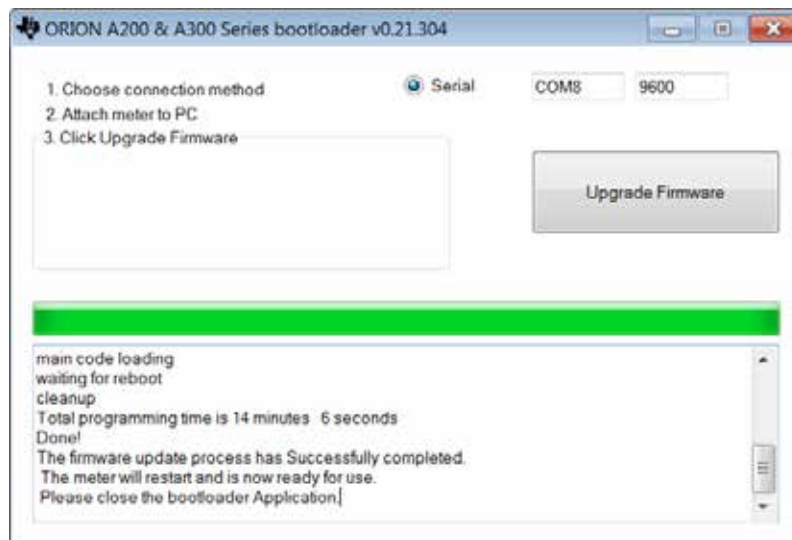 ORION A200 & A300 Series bootloader v0.21.304
1. Choose connection method
Serial
COM8
9600
2. Attach meter to PC
3. Click Upgrade Firmware
Upgrade Firmware
main code loading
waiting for reboot
cleanup
Total programming time is 14 minutes  6 seconds
Done!
The firmware update process has Successfully completed.
The meter will restart and is now ready for use.
Please close the bootloader Application.